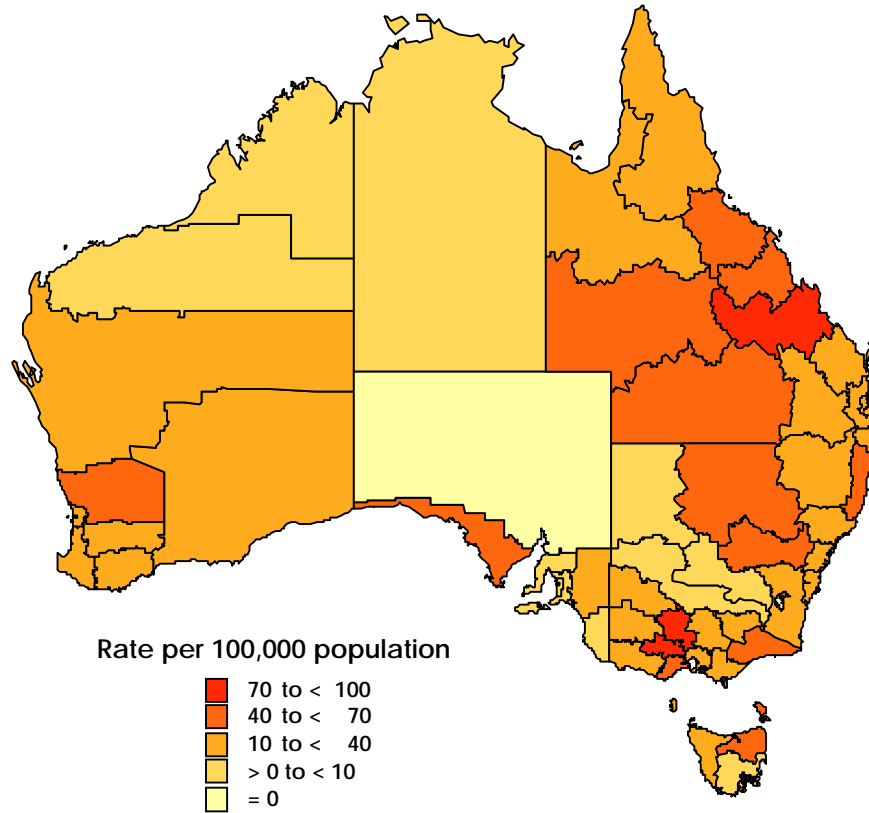 Rate per 100,000 population
70 to < 100
40 to < 70
10 to < 40
> 0 to < 10
= 0